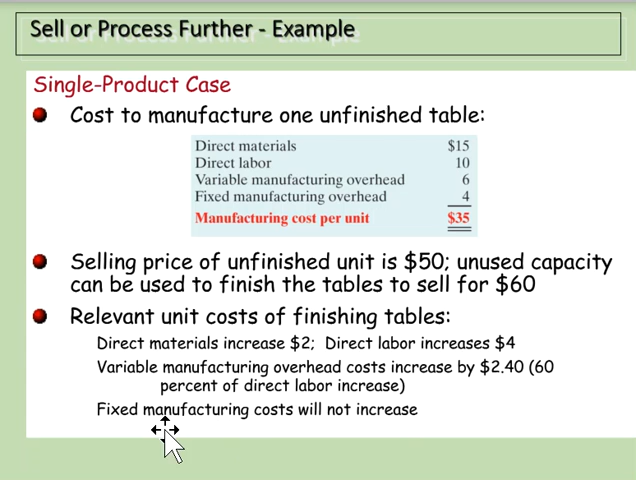 Sell or Process Further - Example
Single-Product Case
Cost to manufacture one unfinished table:
Direct materials $15
Direct labor 10
Variable manufacturing overhead 6
Fixed manufacturing overhead 4
Manufacturing cost per unit $35
Selling price of unfinished unit is $50; unused capacity
can be used to finish the tables to sell for $60
Relevant unit costs of finishing tables:
Direct materials increase $2; Direct labor increases $4
Variable manufacturing overhead costs increase by $2.40 (60
percent of direct labor increase)
Fixed manufacturing costs will not increase